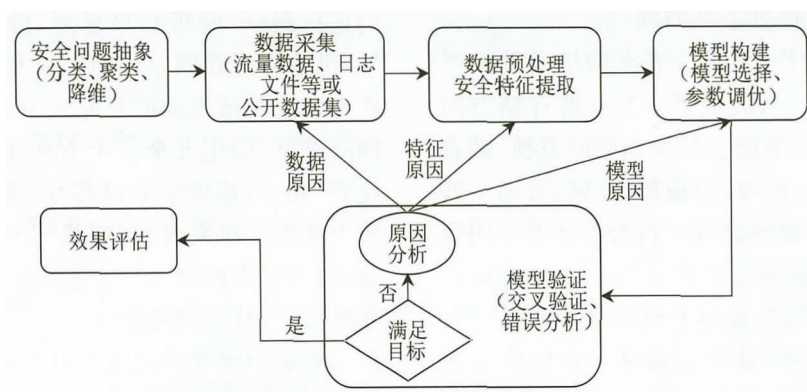 安全问题抽象
(分类、聚类、
降维)
数据采集
(流量数据、日志
文件等或
公开数据集)
数据预处理
安全特征提取
模型构建
(模型选择、
参数调优)
数据
原因
特征
原因
模型
原因
效果评估
原因
分析
模型验证
(交叉验证、
错误分析)
否
是
满足
目标